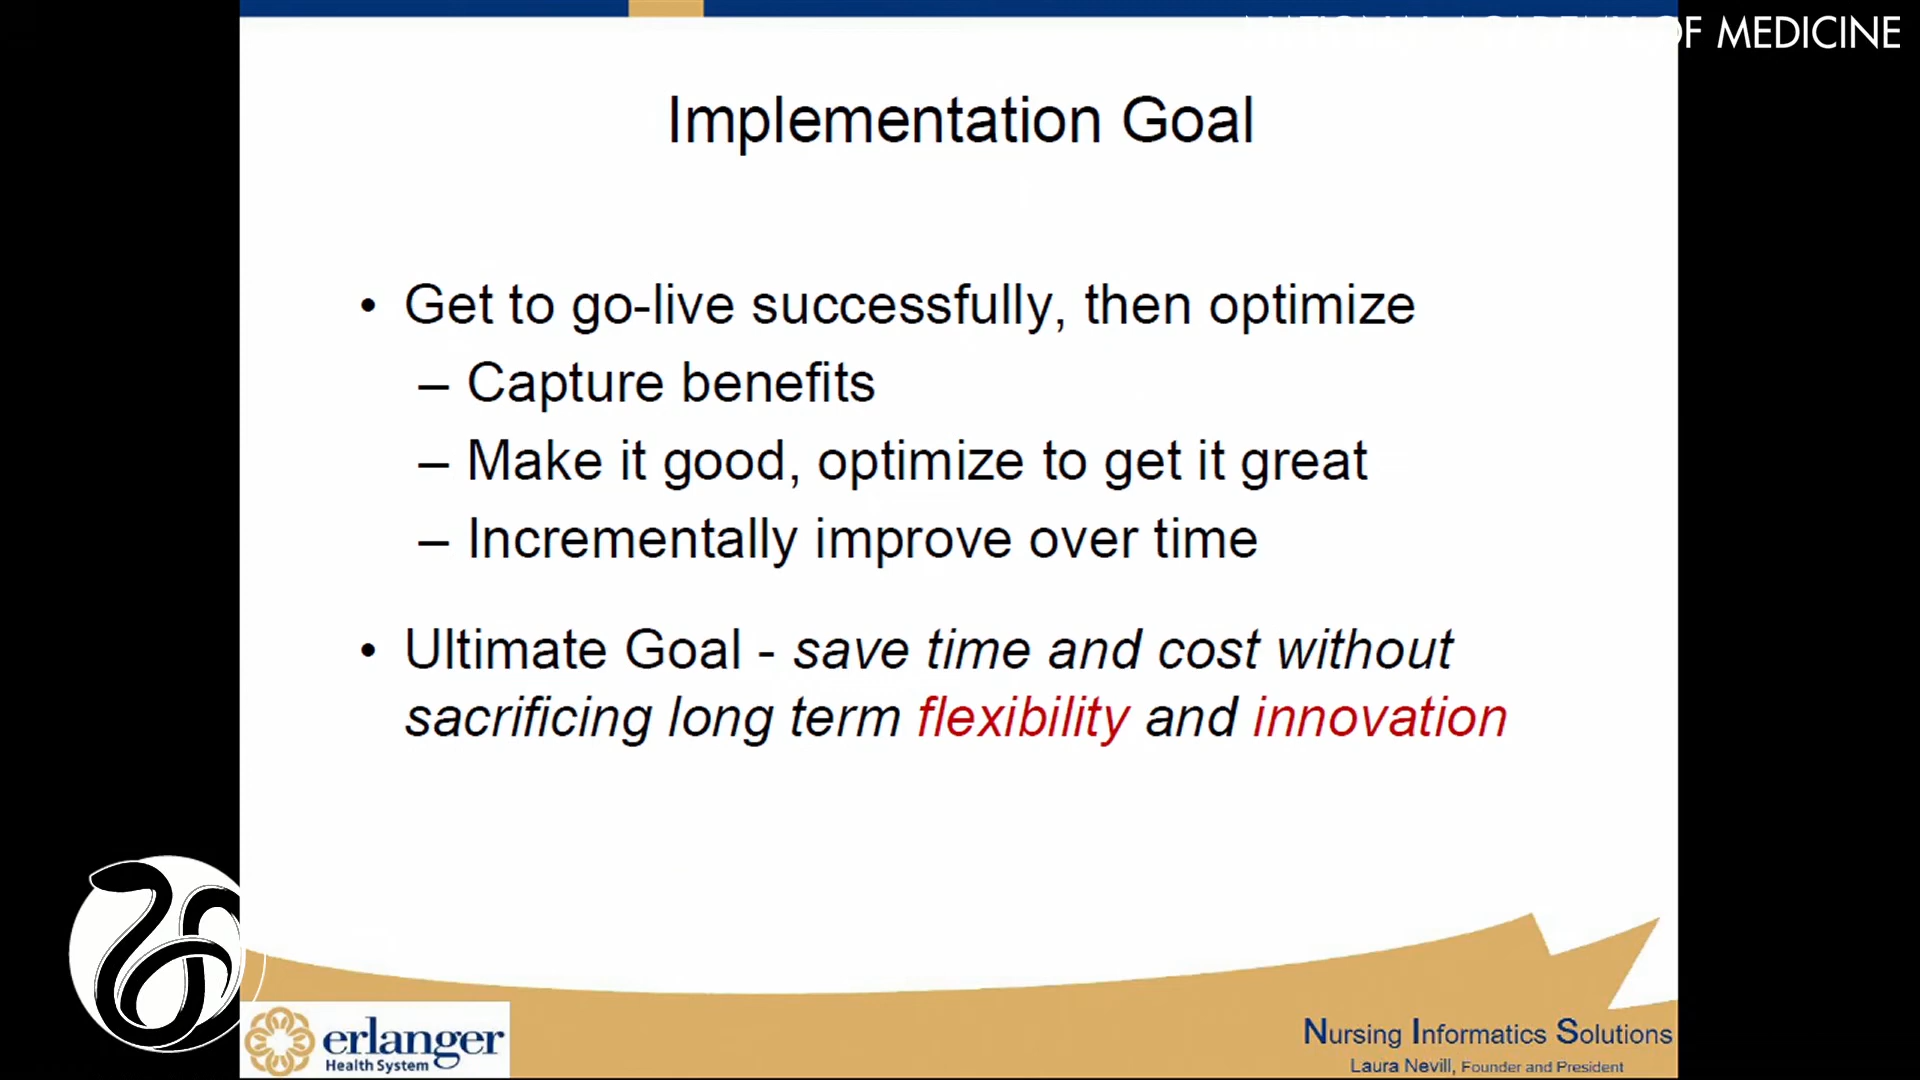 OF MEDICINE
Implementation Goal
• Get to go-live successfully, then optimize
– Capture benefits
– Make it good, optimize to get it great
– Incrementally improve over time
• Ultimate Goal - save time and cost without
sacrificing long term flexibility and innovation
erlanger
Health System
Nursing Informatics Solutions
Laura Nevill, Founder and President